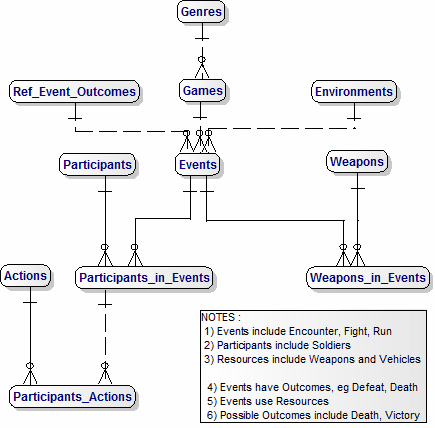 Genres
Ref_Event_Outcomes
Games
Environments
Participants
Events
Weapons
Actions
Participants_in_Events
Weapons_in_Events
Participants_Actions
NOTES :
1) Events include Encounter, Fight, Run
2) Participants include Soldiers
3) Resources include Weapons and Vehicles
4) Events have Outcomes, eg Defeat, Death
5) Events use Resources
6) Possible Outcomes include Death, Victory